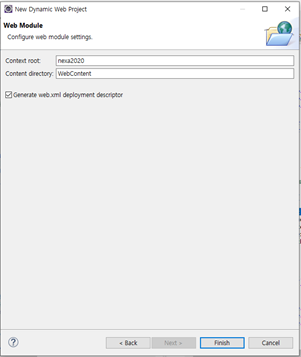 New Dynamic Web Project
Web Module
Configure web module settings.
Context root: nexa2020
Content directory: WebContent
Generate web.xml deployment descriptor
? < Back Next > Finish Cancel